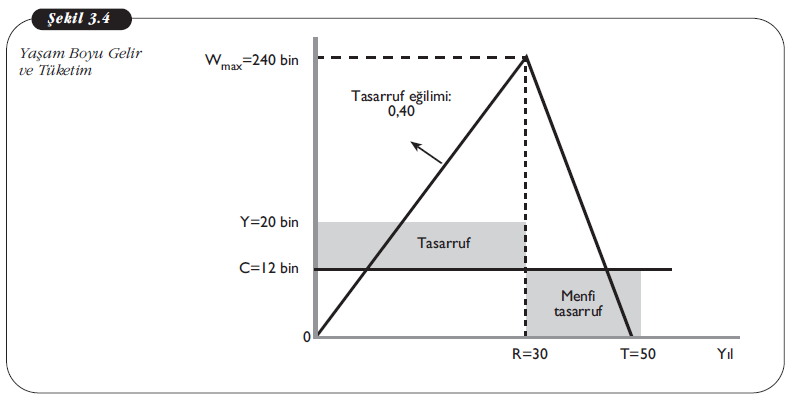 Şekil 3.4
Yaşam Boyu Gelir
ve Tüketim
Wmax=240 bin
Tasarruf eğilimi:
0,40
Y=20 bin
Tasarruf
C=12 bin
Menfi
tasarruf
0
R=30
T=50
Yıl